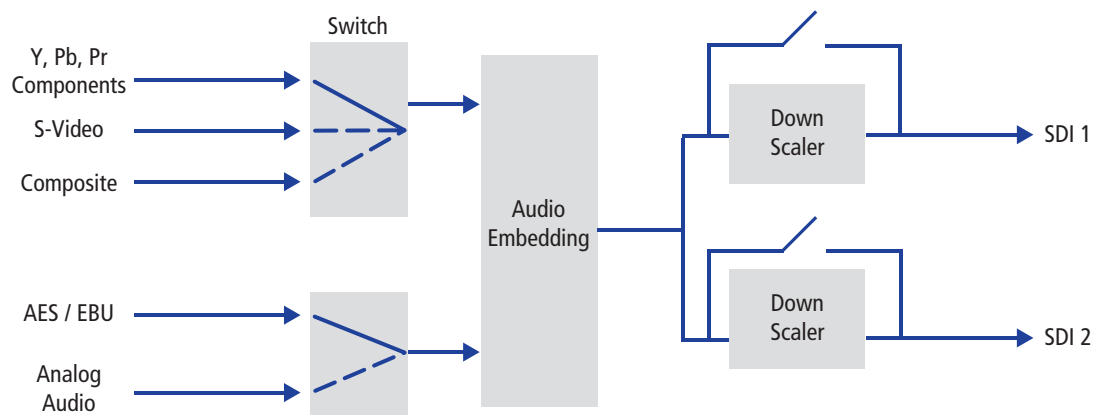 Switch
Y, Pb, Pr
Components
S-Video
Composite
AES / EBU
Analog
Audio
Audio
Embedding
Down
Scaler
SDI 1
Down
Scaler
SDI 2